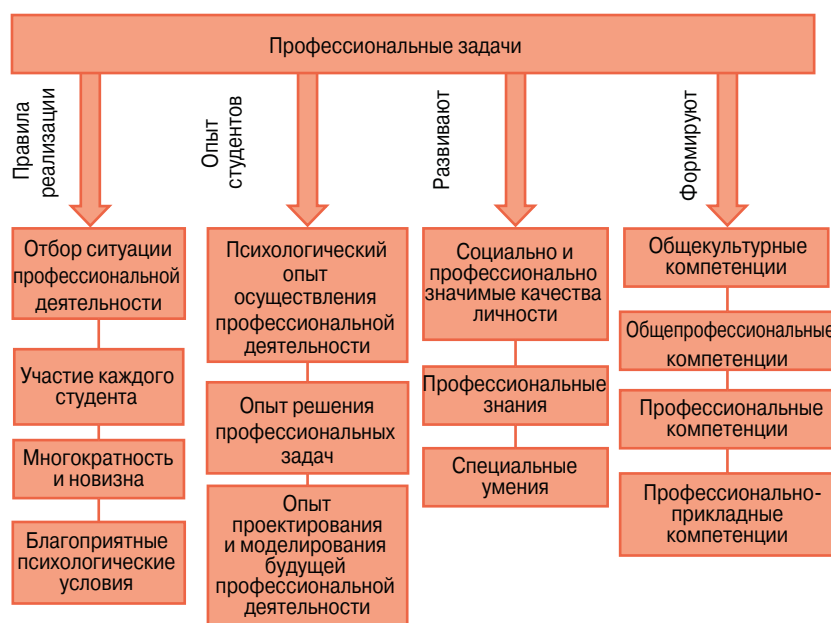 Профессиональные задачи
Правила
реализации
Опыт
студентов
Развивают
Формируют
Отбор ситуации
профессиональной
деятельности
Участие каждого
студента
Многократность
и новизна
Благоприятные
психологические
условия
Психологический
опыт
осуществления
профессиональной
деятельности
Опыт решения
профессиональных
задач
Опыт
проектирования
и моделирования
будущей
профессиональной
деятельности
Социально и
профессионально
значимые качества
личности
Профессиональные
знания
Специальные
умения
Общекультурные
компетенции
Общепрофессиональные
компетенции
Профессиональные
компетенции
Профессионально-
прикладные
компетенции